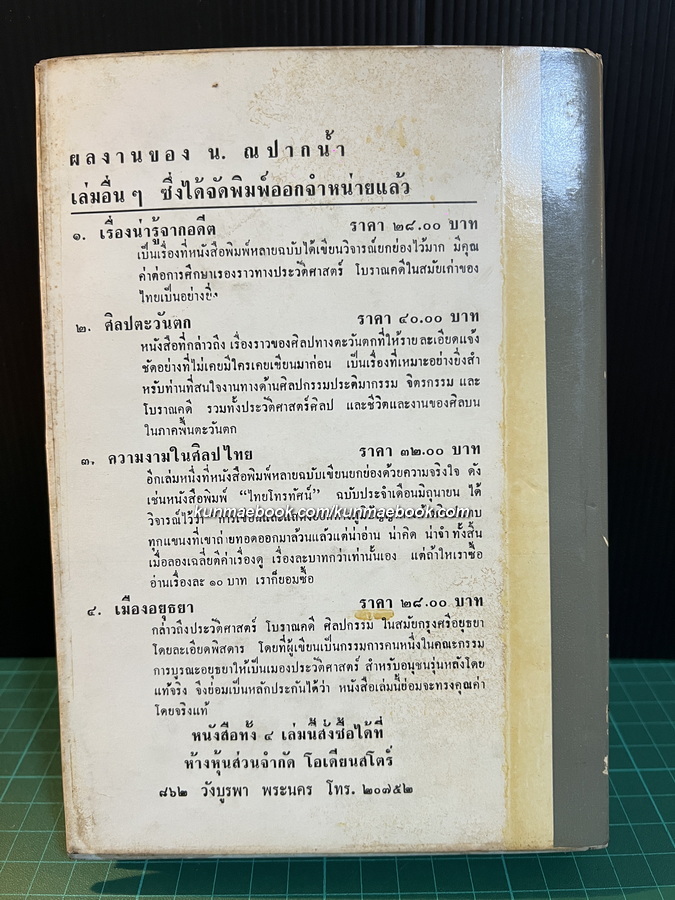 ผลงานของ น. ณปากน้ำ
เล่มอื่น ๆ ซึ่งได้จัดพิมพ์ออกจำหน่ายแล้ว
๑. เรื่องน่ารู้จากอดีต ราคา ๒๘.๐๐ บาท
เป็นเรื่องที่หนังสือพิมพ์หลายฉบับได้เขียนวิจารณ์ยกย่องไว้มาก มีคุณ
ค่าต่อการศึกษาเรื่องราวทางประวัติศาสตร์ โบราณคดีในสมัยเก่าของ
ไทยเป็นอย่างยิ่ง
๒. ศิลปตะวันตก ราคา ๔๐.๐๐ บาท
หนังสือที่กล่าวถึง เรื่องราวของศิลปทางตะวันตกที่ให้รายละเอียดแจ้ง
ชัดอย่างที่ไม่เคยมีใครเคยเขียนมาก่อน เป็นเรื่องที่เหมาะอย่างยิ่งสำ
หรับท่านที่สนใจงานทางด้านศิลปกรรมประติมากรรม จิตรกรรม และ
โบราณคดี รวมทั้งประวัติศาสตร์ศิลป และชีวิตและงานของศิลปิน
ในภาคพื้นตะวันตก
๓. ความงามในศิลปไทย ราคา ๓๒.๐๐ บาท
อีกเล่มหนึ่งที่หนังสือพิมพ์หลายฉบับเขียนยกย่องด้วยความจริงใจ ดัง
เช่นหนังสือพิมพ์ “ไทยโทรทัศน์” ฉบับประจำเดือนมิถุนายน ได้
วิจารณ์ไว้ว่า
kunmaebook.com/kunmaebook.com
ทุกแขนงที่เขาถ่ายทอดออกมาล้วนแล้วแต่น่าอ่าน น่าคิด น่าจำทั้งสิ้น
เมื่อลองเฉลี่ยตีค่าเรื่องดู เรื่องละบาทกว่าเท่านั้นเอง แต่ถ้าให้เราซื้อ
อ่านเรื่องละ ๑๐ บาท เราก็ยอมซื้อ
๔. เมืองอยุธยา ราคา ๒๘.๐๐ บาท
กล่าวถึงประวัติศาสตร์ โบราณคดี ศิลปกรรม ในสมัยกรุงศรีอยุธยา
โดยละเอียดพิสดาร โดยที่ผู้เขียนเป็นกรรมการคนหนึ่งในคณะกรรม
การบูรณะอยุธยาให้เป็นเมืองประวัติศาสตร์ สำหรับอนุชนรุ่นหลังโดย
แท้จริง จึงย่อมเป็นหลักประกันได้ว่า หนังสือเล่มนี้ย่อมจะทรงคุณค่า
โดยจริงแท้
หนังสือทั้ง ๔ เล่มนี้สั่งซื้อได้ที่
ห้างหุ้นส่วนจำกัด โอเดียนสโตร์
๘๖๒ วังบูรพา พระนคร โทร. ๒๐๗๕๒